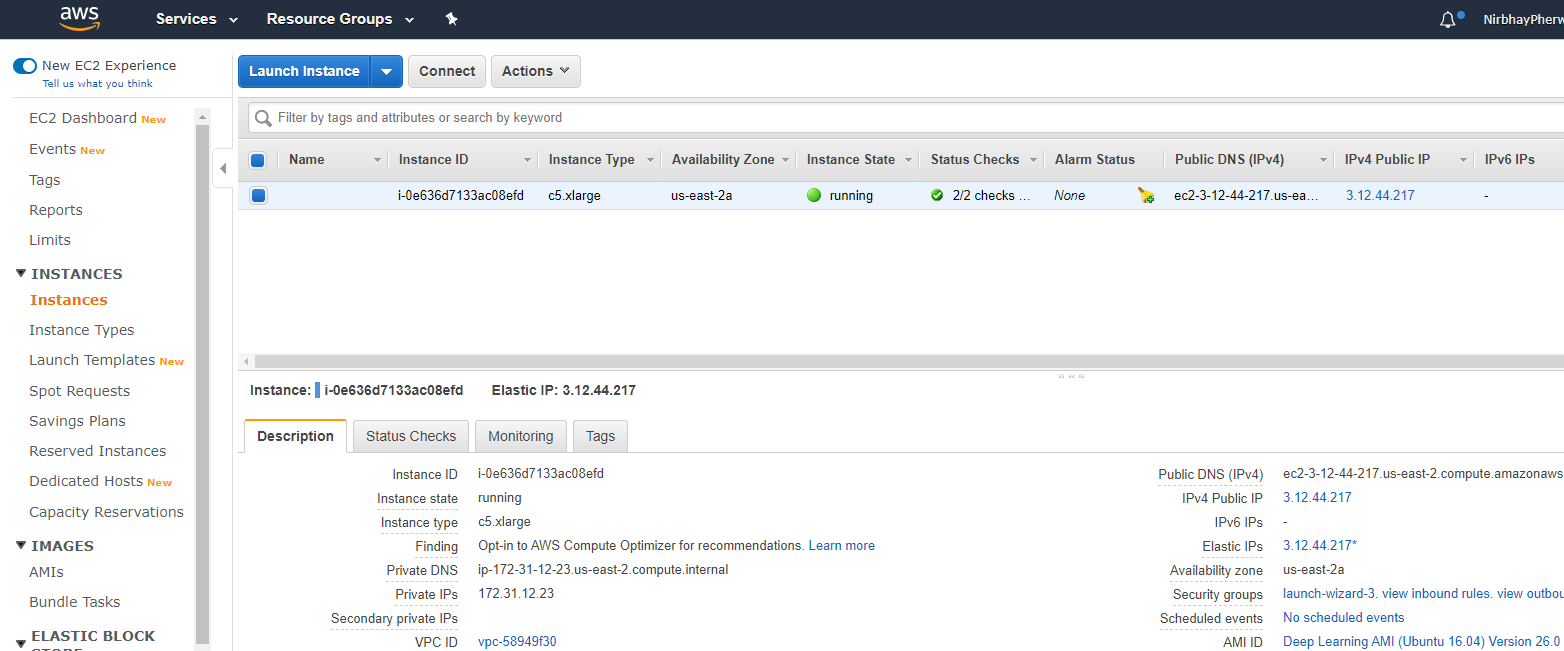 aws Services Resource Groups NirbhayPherw
New EC2 Experience
Tell us what you think
EC2 Dashboard New
Events New
Tags
Reports
Limits
INSTANCES
Instances
Instance Types
Launch Templates New
Spot Requests
Savings Plans
Reserved Instances
Dedicated Hosts New
Capacity Reservations
IMAGES
AMIs
Bundle Tasks
ELASTIC BLOCK
STORE
Launch Instance Connect Actions
Filter by tags and attributes or search by keyword
Name Instance ID Instance Type Availability Zone Instance State Status Checks Alarm Status Public DNS (IPv4) IPv4 Public IP IPv6 IPs
i-0e636d7133ac08efd c5.xlarge us-east-2a running 2/2 checks ... None ec2-3-12-44-217.us-ea... 3.12.44.217 -
Instance: i-0e636d7133ac08efd Elastic IP: 3.12.44.217
Description Status Checks Monitoring Tags
Instance ID i-0e636d7133ac08efd
Instance state running
Instance type c5.xlarge
Finding Opt-in to AWS Compute Optimizer for recommendations. Learn more
Private DNS ip-172-31-12-23.us-east-2.compute.internal
Private IPs 172.31.12.23
Secondary private IPs
VPC ID vpc-58949f30
Public DNS (IPv4) ec2-3-12-44-217.us-east-2.compute.amazonaws
IPv4 Public IP 3.12.44.217
IPv6 IPs -
Elastic IPs 3.12.44.217*
Availability zone us-east-2a
Security groups launch-wizard-3. view inbound rules. view outbou
Scheduled events No scheduled events
AMI ID Deep Learning AMI (Ubuntu 16.04) Version 26.0